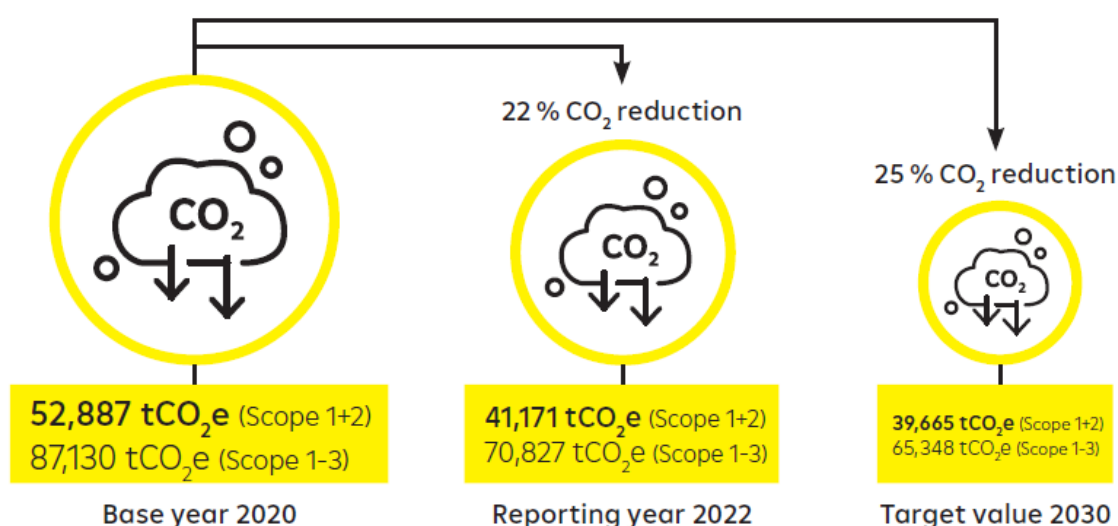 22 % CO₂ reduction
25 % CO₂ reduction
CO₂
CO₂
CO₂
52,887 tCO₂e (Scope 1+2)
87,130 tCO₂e (Scope 1-3)
41,171 tCO₂e (Scope 1+2)
70,827 tCO₂e (Scope 1-3)
39,665 tCO₂e (Scope 1+2)
65,348 tCO₂e (Scope 1-3)
Base year 2020
Reporting year 2022
Target value 2030